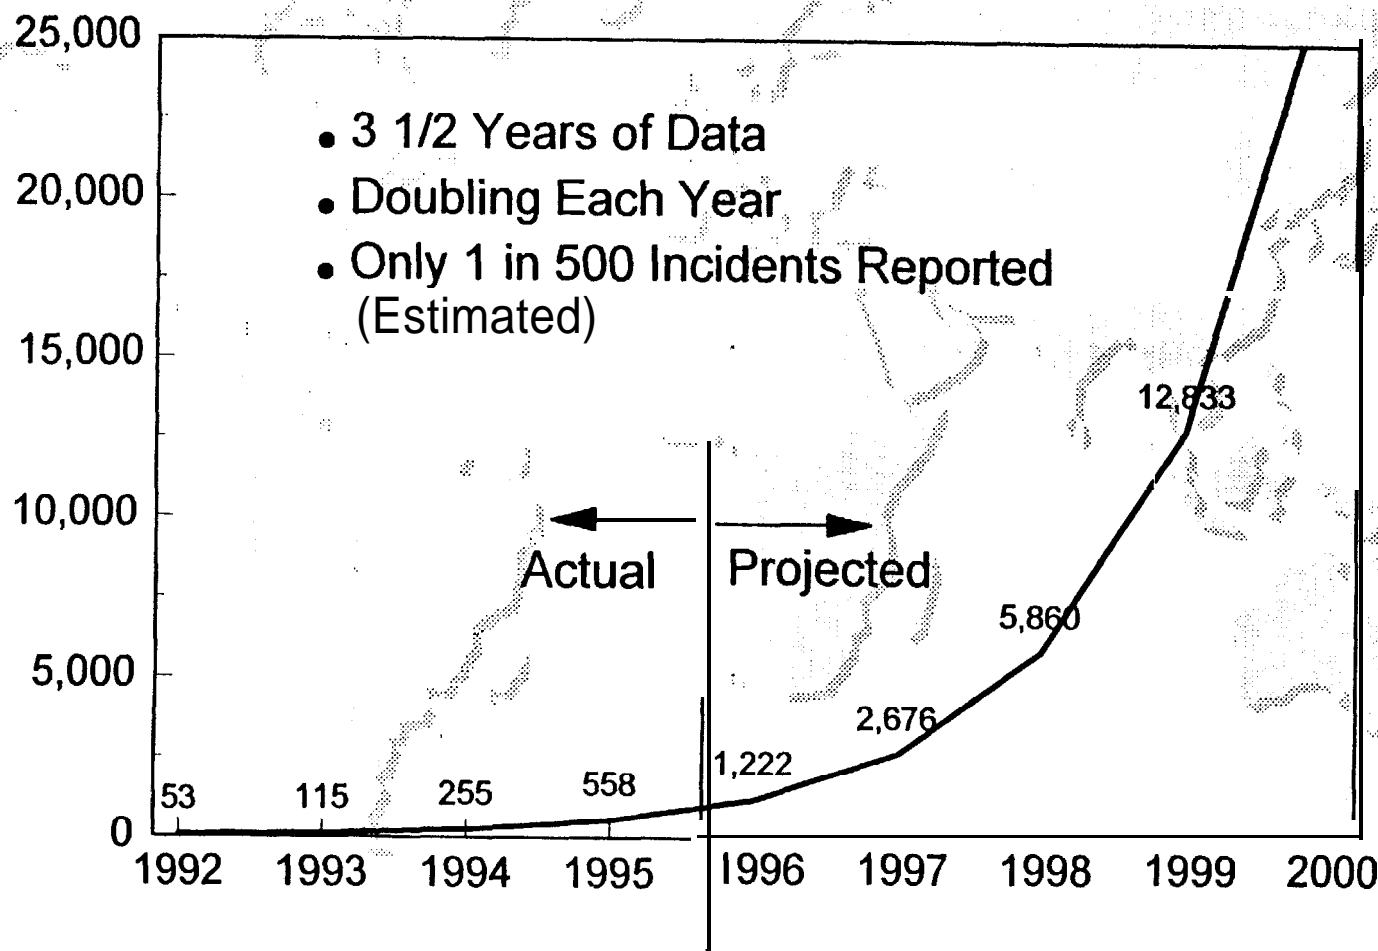 25,000
• 3 1/2 Years of Data
20,000
• Doubling Each Year
• Only 1 in 500 Incidents Reported
(Estimated)
15,000
12,833
10,000
Actual
Projected
5,860
5,000
2,676
1,222
53
115
255
558
0
1992 1993 1994 1995 1996 1997 1998 1999 2000